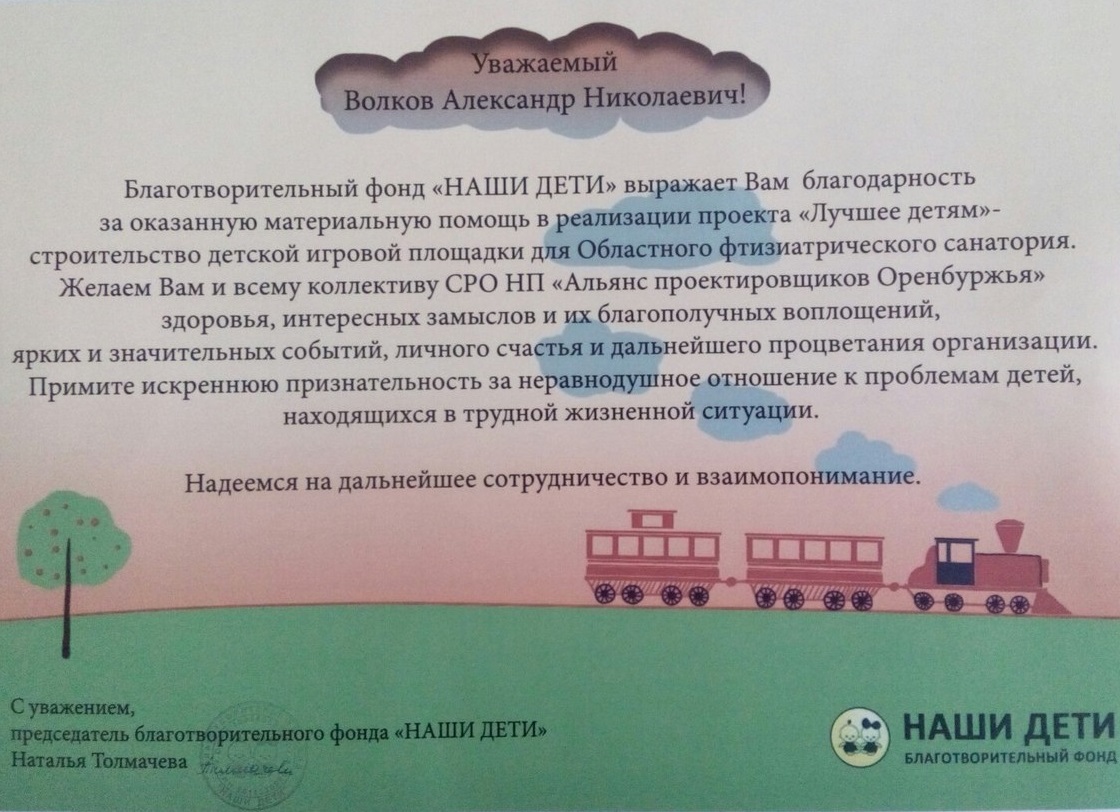 Уважаемый
Волков Александр Николаевич!
Благотворительный фонд «НАШИ ДЕТИ» выражает Вам благодарность
за оказанную материальную помощь в реализации проекта «Лучшее детям»-
строительство детской игровой площадки для Областного фтизиатрического санатория.
Желаем Вам и всему коллективу СРО НП «Альянс проектировщиков Оренбуржья»
здоровья, интересных замыслов и их благополучных воплощений,
ярких и значительных событий, личного счастья и дальнейшего процветания организации.
Примите искреннюю признательность за неравнодушное отношение к проблемам детей,
находящихся в трудной жизненной ситуации.
Надеемся на дальнейшее сотрудничество и взаимопонимание.
С уважением,
председатель благотворительного фонда «НАШИ ДЕТИ»
Наталья Толмачева
НАШИ ДЕТИ
НАШИ ДЕТИ
БЛАГОТВОРИТЕЛЬНЫЙ ФОНД